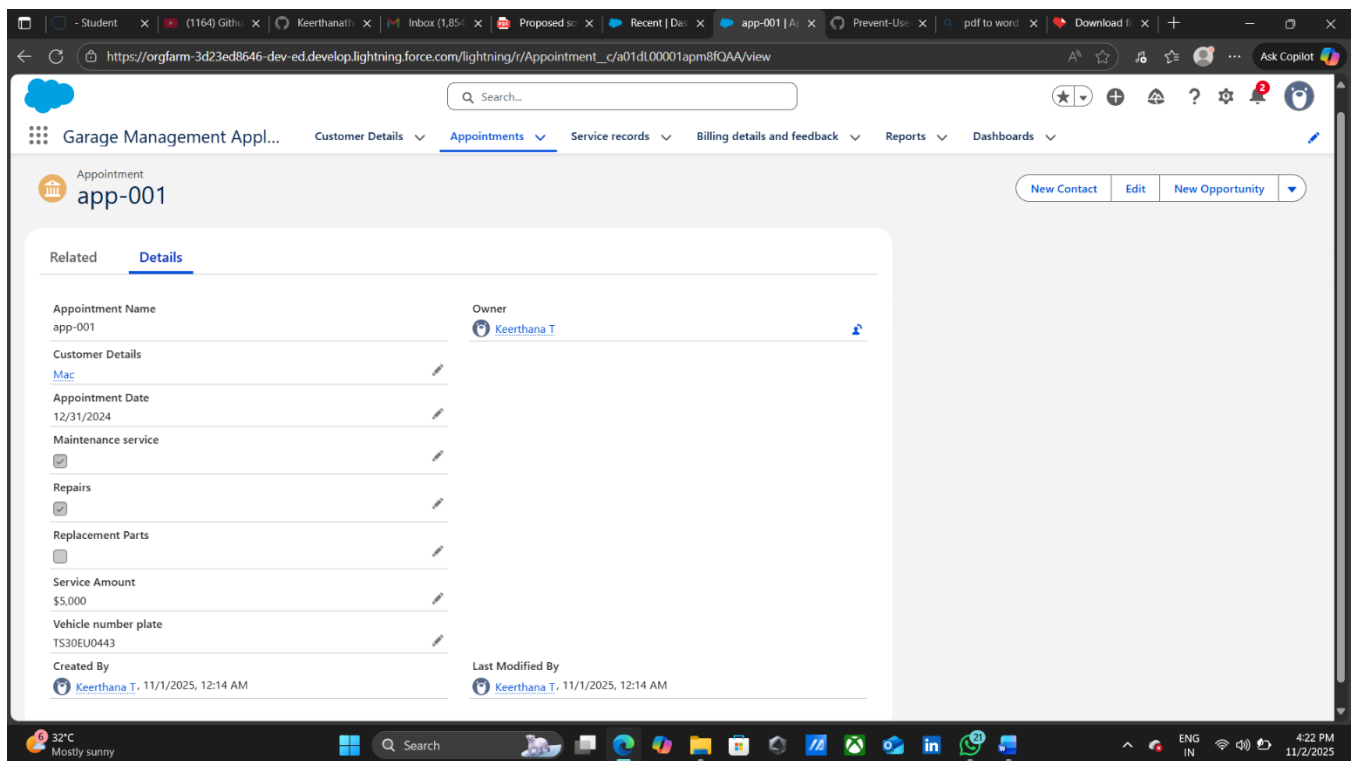 - Student
(1164) Githu
Keerthanath
Inbox (1,854
Proposed so
Recent | Das
app-001 | A
Prevent-Use
pdf to word
Download fi
https://orgfarm-3d23ed8646-dev-ed.develop.lightning.force.com/lightning/r/Appointment__c/a01dL00001apm8fQAA/view
Ask Copilot
Search...
2
Garage Management Appl...
Customer Details
Appointments
Service records
Billing details and feedback
Reports
Dashboards
Appointment
app-001
New Contact
Edit
New Opportunity
Related
Details
Appointment Name
app-001
Owner
Keerthana T
Customer Details
Mac
Appointment Date
12/31/2024
Maintenance service
Repairs
Replacement Parts
Service Amount
$5,000
Vehicle number plate
TS30EU0443
Created By
Keerthana T, 11/1/2025, 12:14 AM
Last Modified By
Keerthana T, 11/1/2025, 12:14 AM
6
32°C
Mostly sunny
Search
21
ENG
IN
4:22 PM
11/2/2025